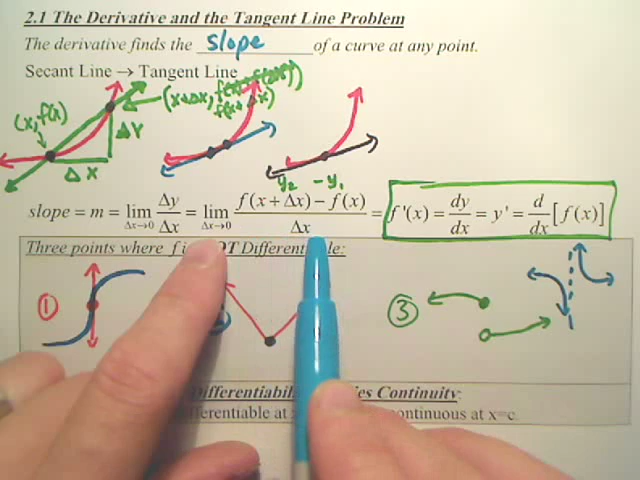 2.1 The Derivative and the Tangent Line Problem
The derivative finds the slope of a curve at any point.
Secant Line → Tangent Line
(x+Δx, f(x+Δx))
(x, f(x))
ΔY
ΔX
y₂ - y₁
slope = m = lim Δx→0 Δy/Δx = lim Δx→0 (f(x + Δx) − f(x))/Δx = f'(x) = dy/dx = y' = d/dx [f(x)]
Three points where f is NOT Differentiable:
① ③
Differentiability Implies Continuity:
differentiable at continuous at x=c.